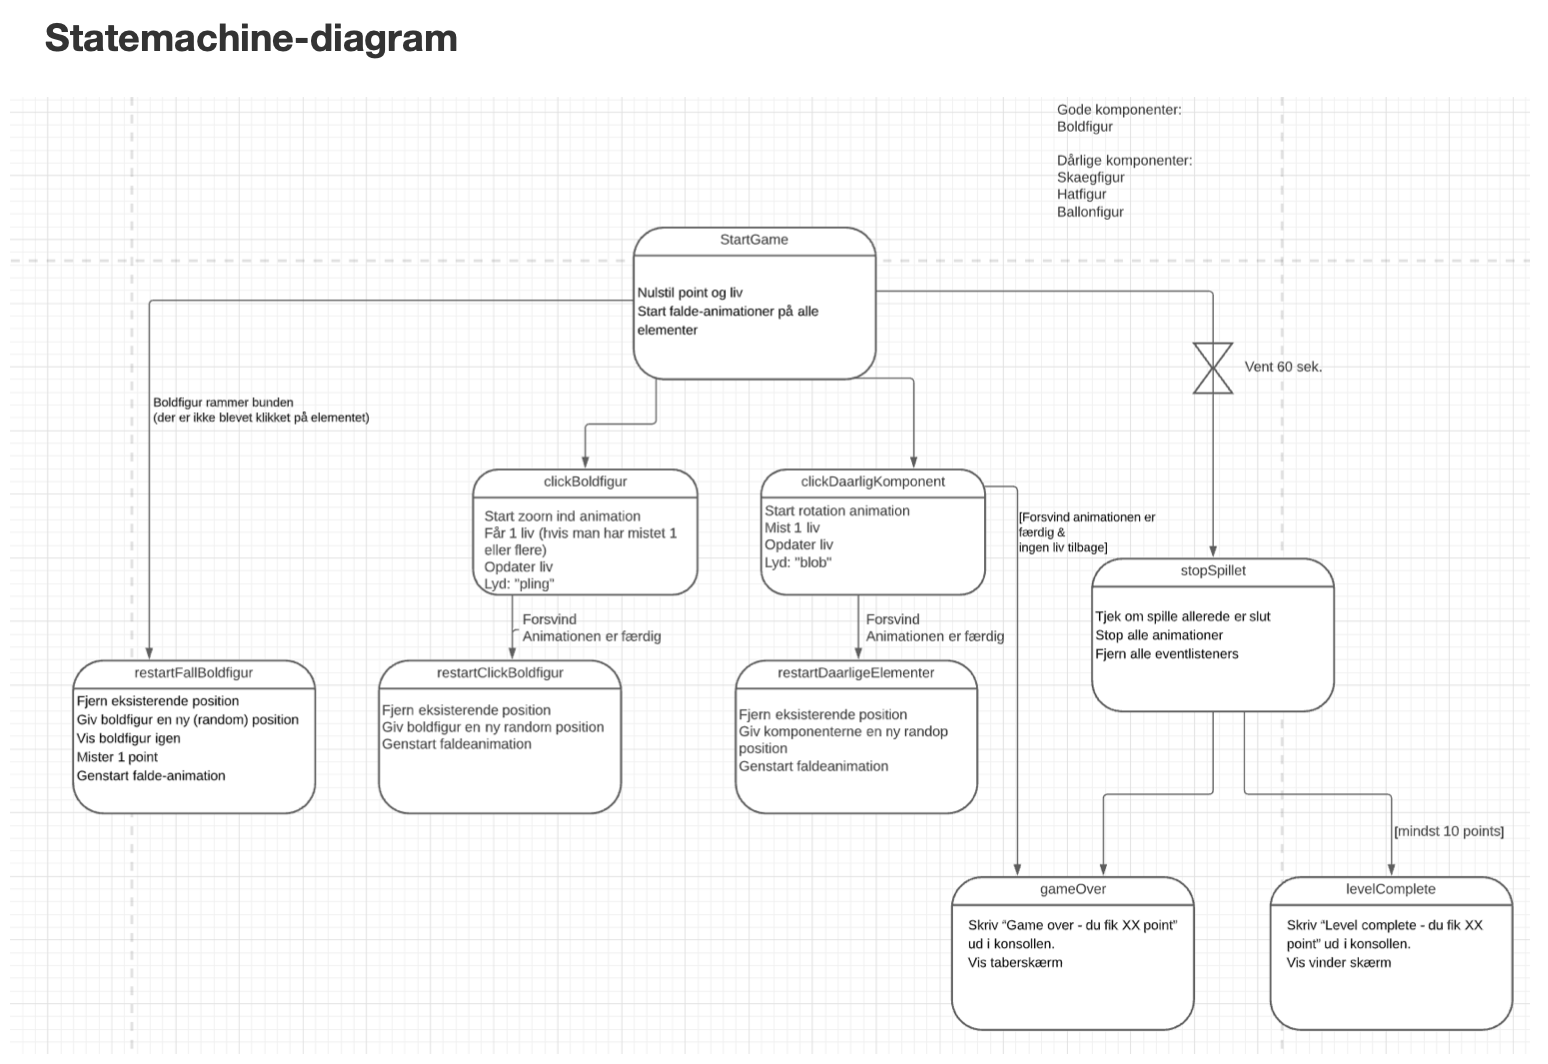 Statemachine-diagram
Gode komponenter:
Boldfigur
Dårlige komponenter:
Skaegfigur
Hatfigur
Ballonfigur
StartGame
Nulstil point og liv
Start falde-animationer på alle
elementer
Vent 60 sek.
Boldfigur rammer bunden
(der er ikke blevet klikket på elementet)
clickBoldfigur
Start zoom ind animation
Får 1 liv (hvis man har mistet 1
eller flere)
Opdater liv
Lyd: "pling"
clickDaarligKomponent
Start rotation animation
Mist 1 liv
Opdater liv
Lyd: "blob"
[Forsvind animationen er
færdig &
ingen liv tilbage]
stopSpillet
Tjek om spille allerede er slut
Stop alle animationer
Fjern alle eventlisteners
Forsvind
Animationen er færdig
Forsvind
Animationen er færdig
restartFallBoldfigur
Fjern eksisterende position
Giv boldfigur en ny (random) position
Vis boldfigur igen
Mister 1 point
Genstart falde-animation
restartClickBoldfigur
Fjern eksisterende position
Giv boldfigur en ny random position
Genstart faldeanimation
restartDaarligeElementer
Fjern eksisterende position
Giv komponenterne en ny randop
position
Genstart faldeanimation
[mindst 10 points]
gameOver
Skriv “Game over - du fik XX point”
ud i konsollen.
Vis taberskærm
levelComplete
Skriv “Level complete - du fik XX
point” ud i konsollen.
Vis vinder skærm